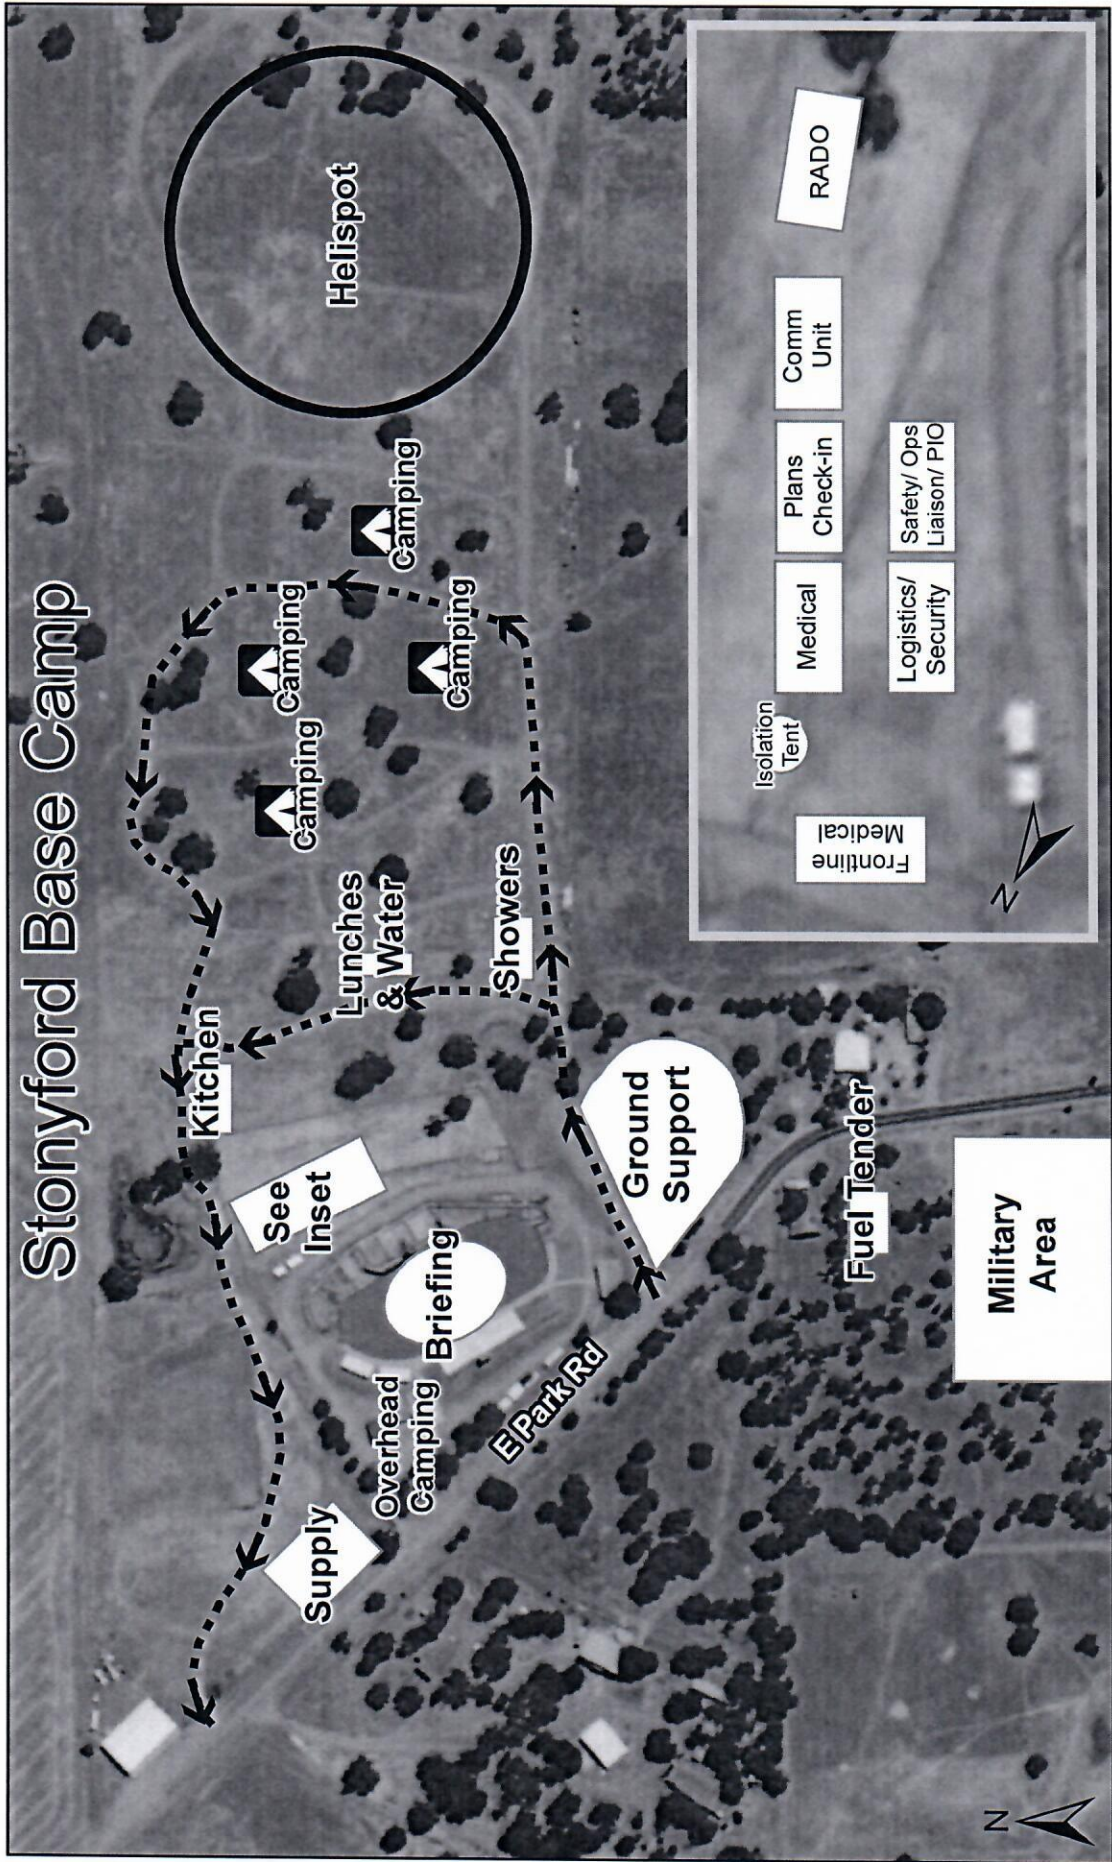 Stonyford Base Camp
Helispot
Camping
Camping
Camping
Camping
Lunches
& Water
Showers
Kitchen
See
Inset
Briefing
Overhead
Camping
Supply
E Park Rd
Ground
Support
Fuel Tender
Military
Area
N
Isolation
Tent
Frontline
Medical
Medical
Plans
Check-in
Comm
Unit
RADO
Logistics/
Security
Safety/ Ops
Liaison/ PIO
N